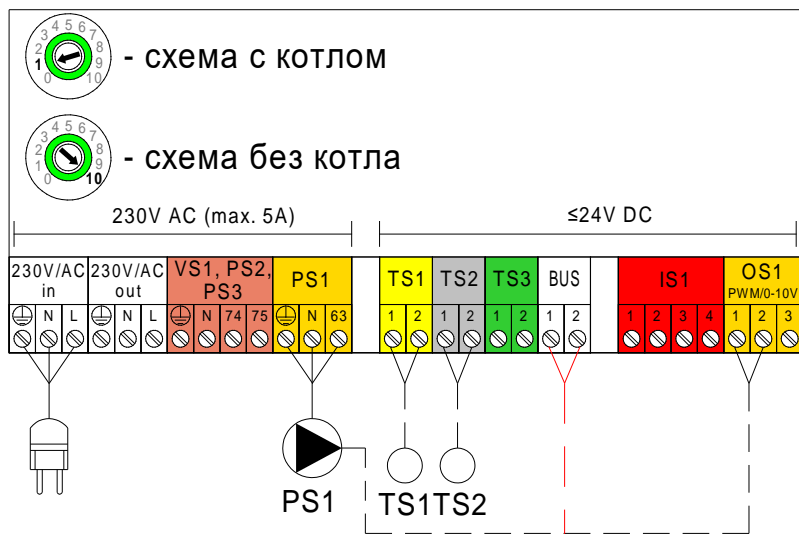 0 1 2 3 4 5 6 7 8 9 10
- схема с котлом
0 1 2 3 4 5 6 7 8 9 10
- схема без котла
230V AC (max. 5A)
≤24V DC
230V/AC in
230V/AC out
VS1, PS2, PS3
PS1
TS1
TS2
TS3
BUS
IS1
OS1
PWM/0-10V
N L N L N 74 75 N 63 1 2 1 2 1 2 1 2 1 2 3 4 1 2 3
PS1
TS1
TS2